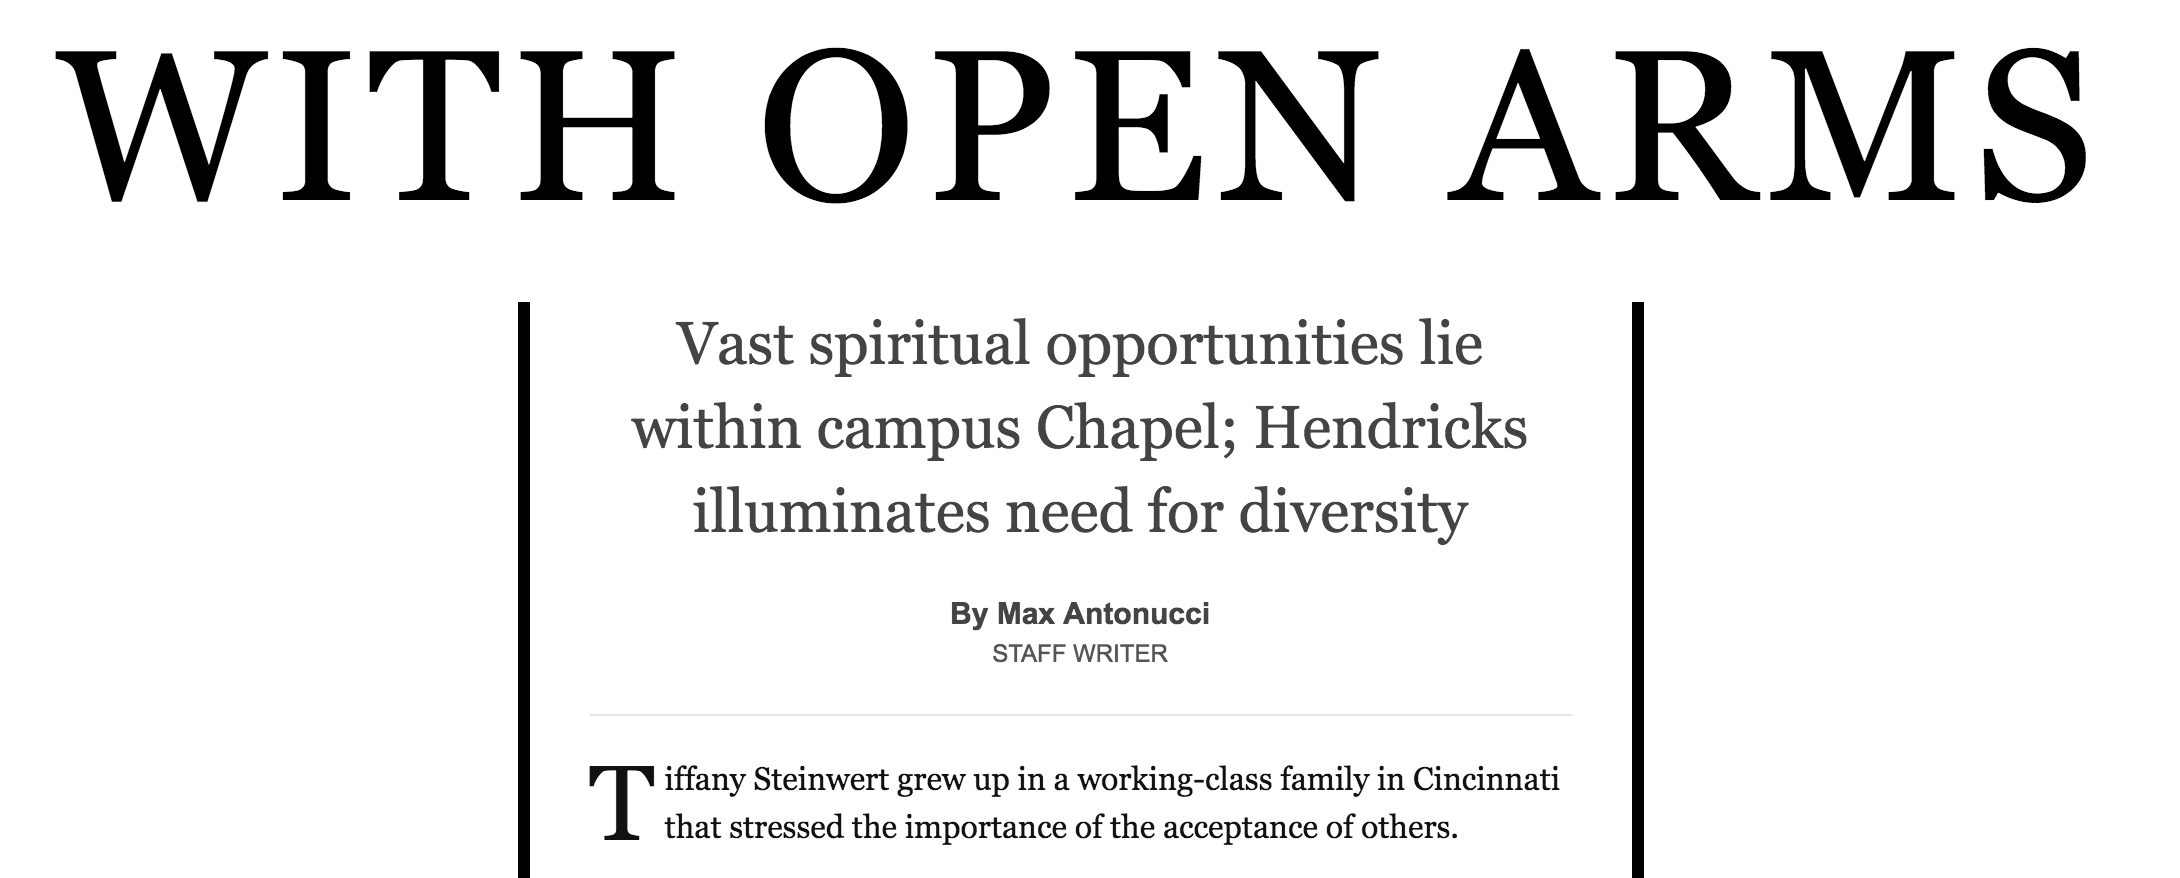 WITH OPEN ARMS
Vast spiritual opportunities lie
within campus Chapel; Hendricks
illuminates need for diversity
By Max Antonucci
STAFF WRITER
Tiffany Steinwert grew up in a working-class family in Cincinnati
that stressed the importance of the acceptance of others.